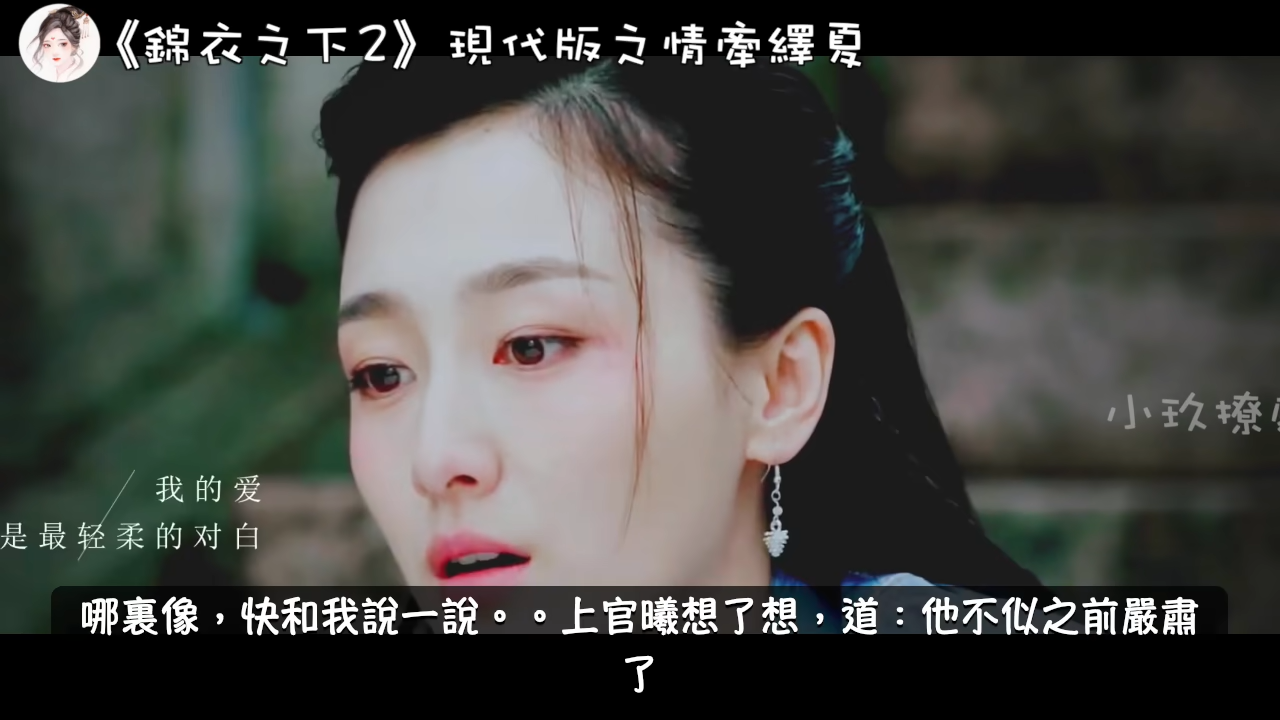 《錦衣之下2》現代版之情牽繹夏
小玖撩
我的爱
是最轻柔的对白
哪裏像，快和我說一說。。上官曦想了想，道：他不似之前嚴肅
了